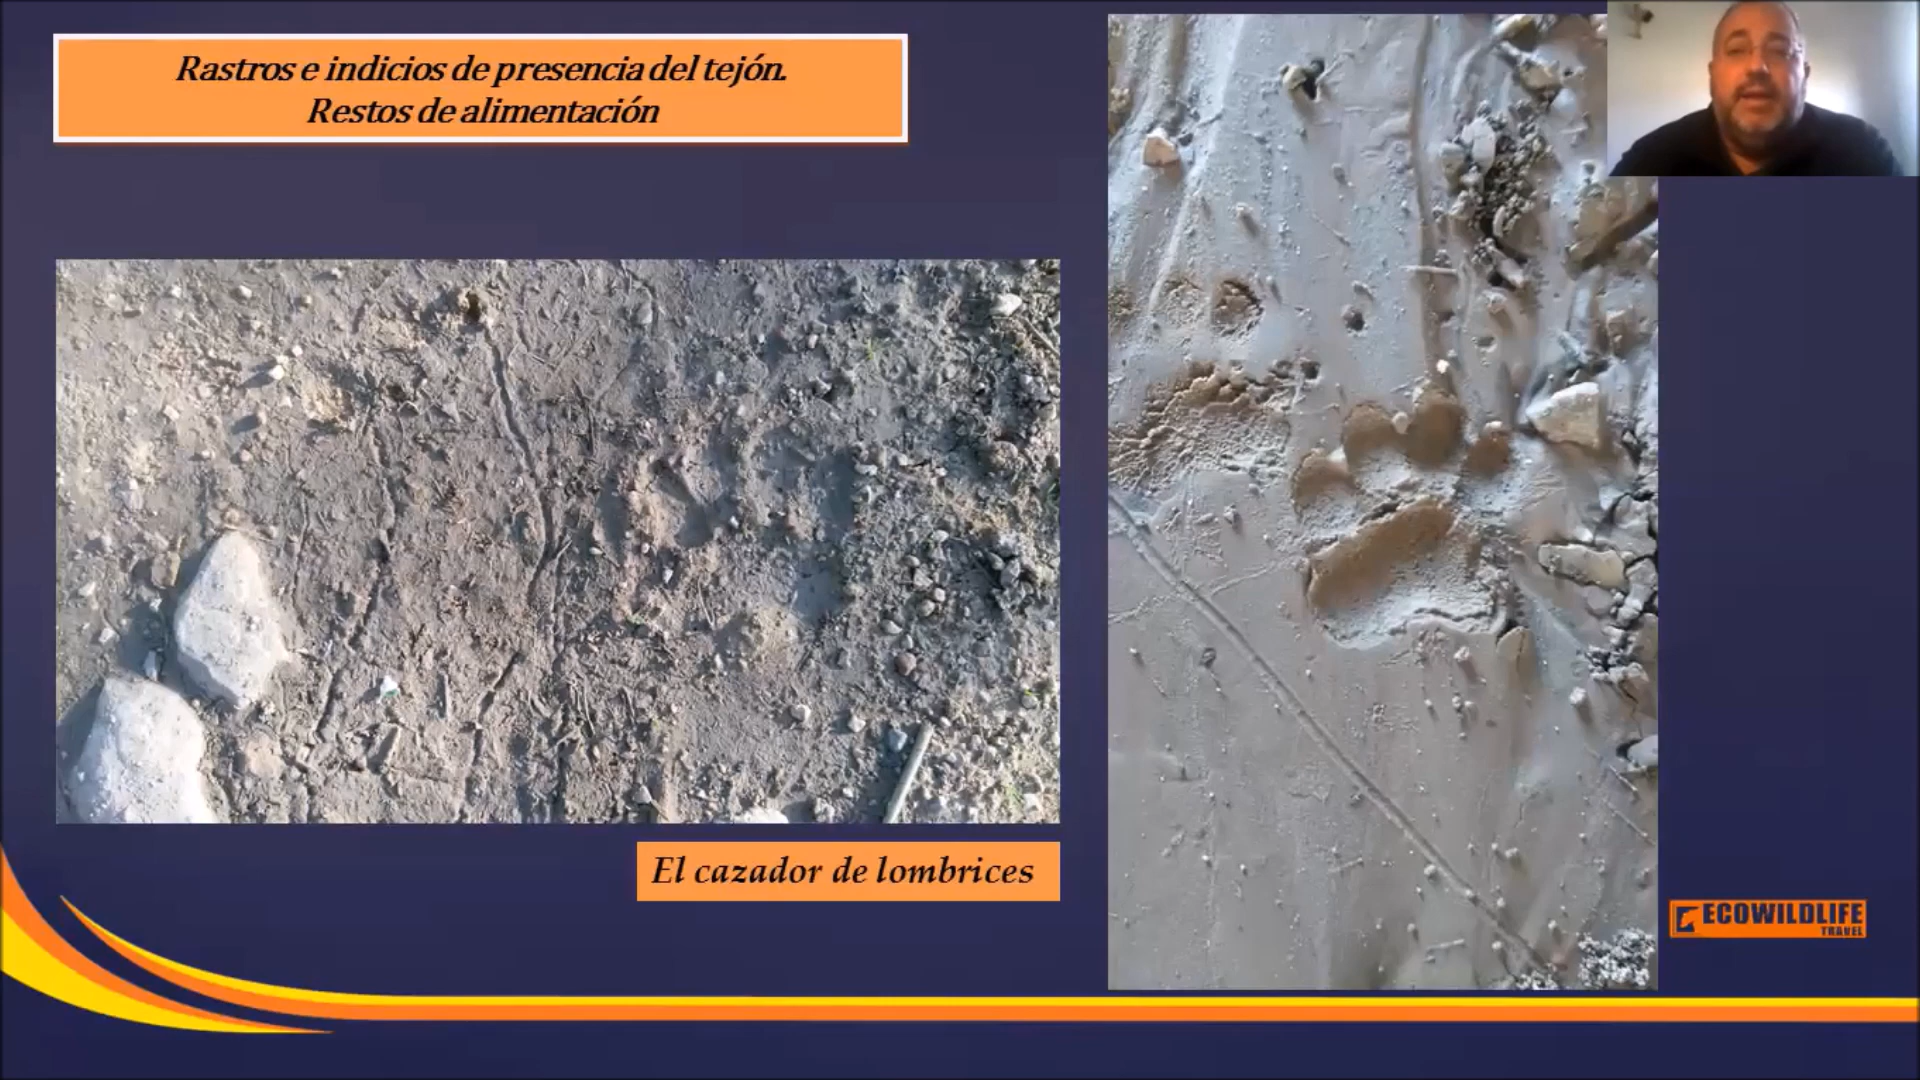 Rastros e indicios de presencia del tejón.
Restos de alimentación
El cazador de lombrices
ECOWILDLIFE
TRAVEL